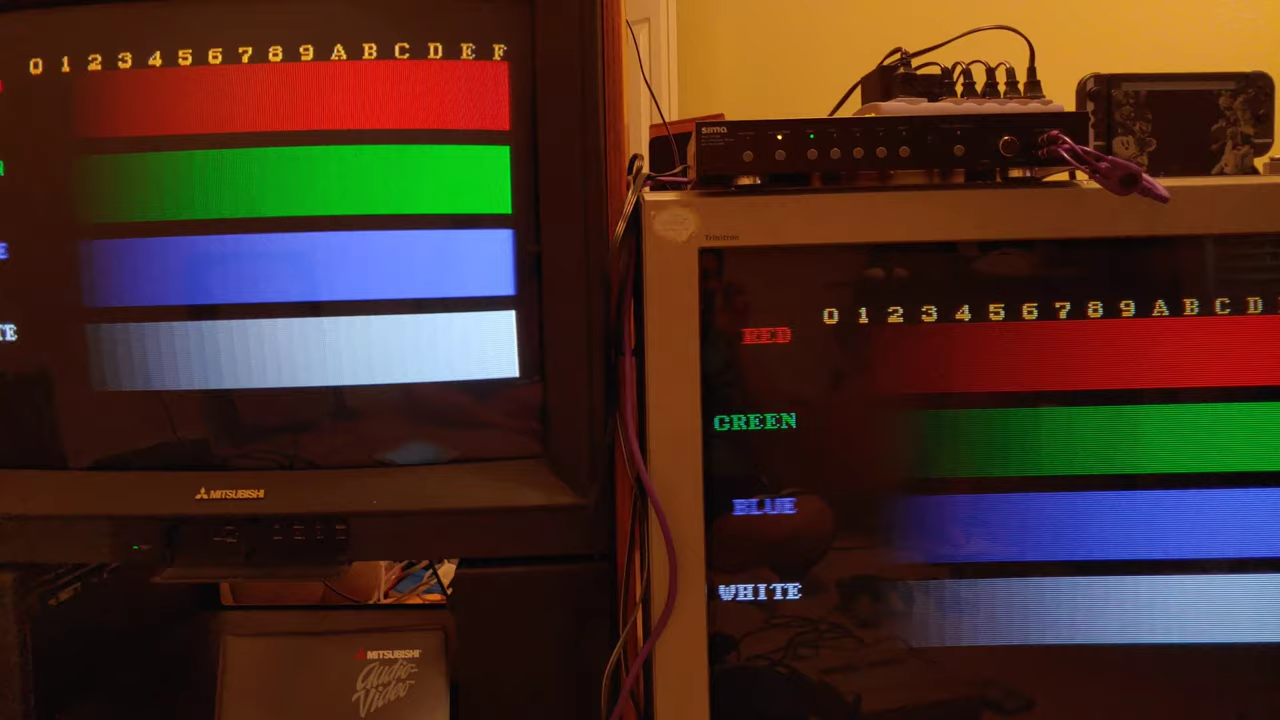 0 1 2 3 4 5 6 7 8 9 A B C D E F
MITSUBISHI
MITSUBISHI
Audio-
Video
sima
Trinitron
0 1 2 3 4 5 6 7 8 9 A B C D
RED
GREEN
BLUE
WHITE